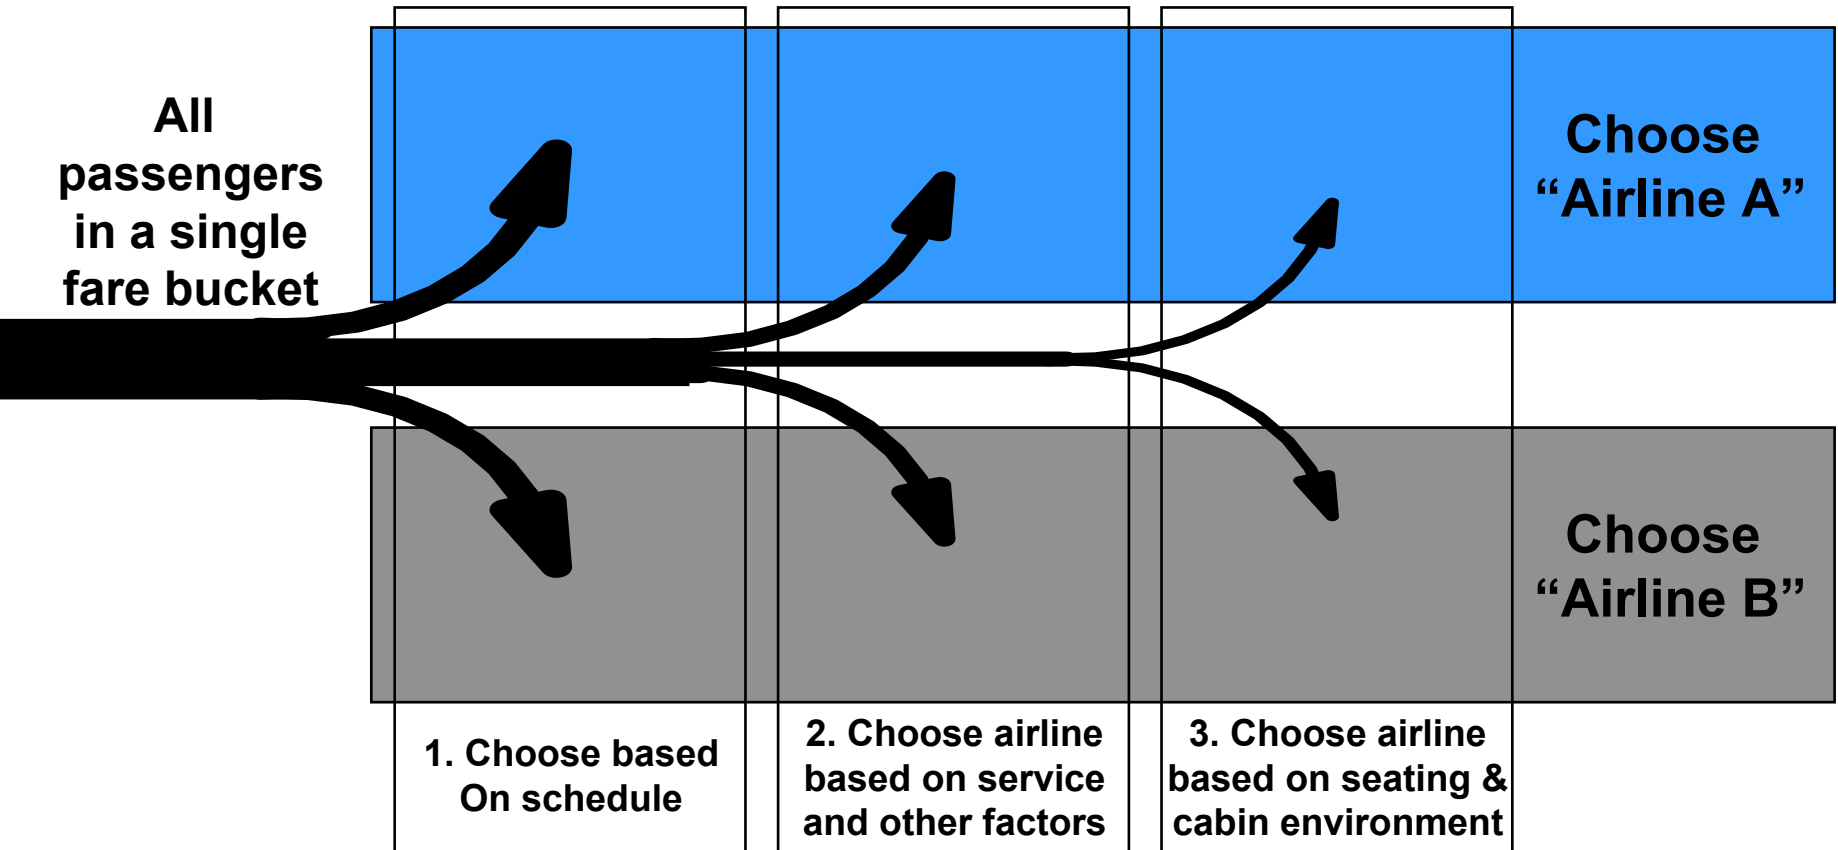 All
passengers
in a single
fare bucket
Choose
“Airline A”
Choose
“Airline B”
1. Choose based
On schedule
2. Choose airline
based on service
and other factors
3. Choose airline
based on seating &
cabin environment